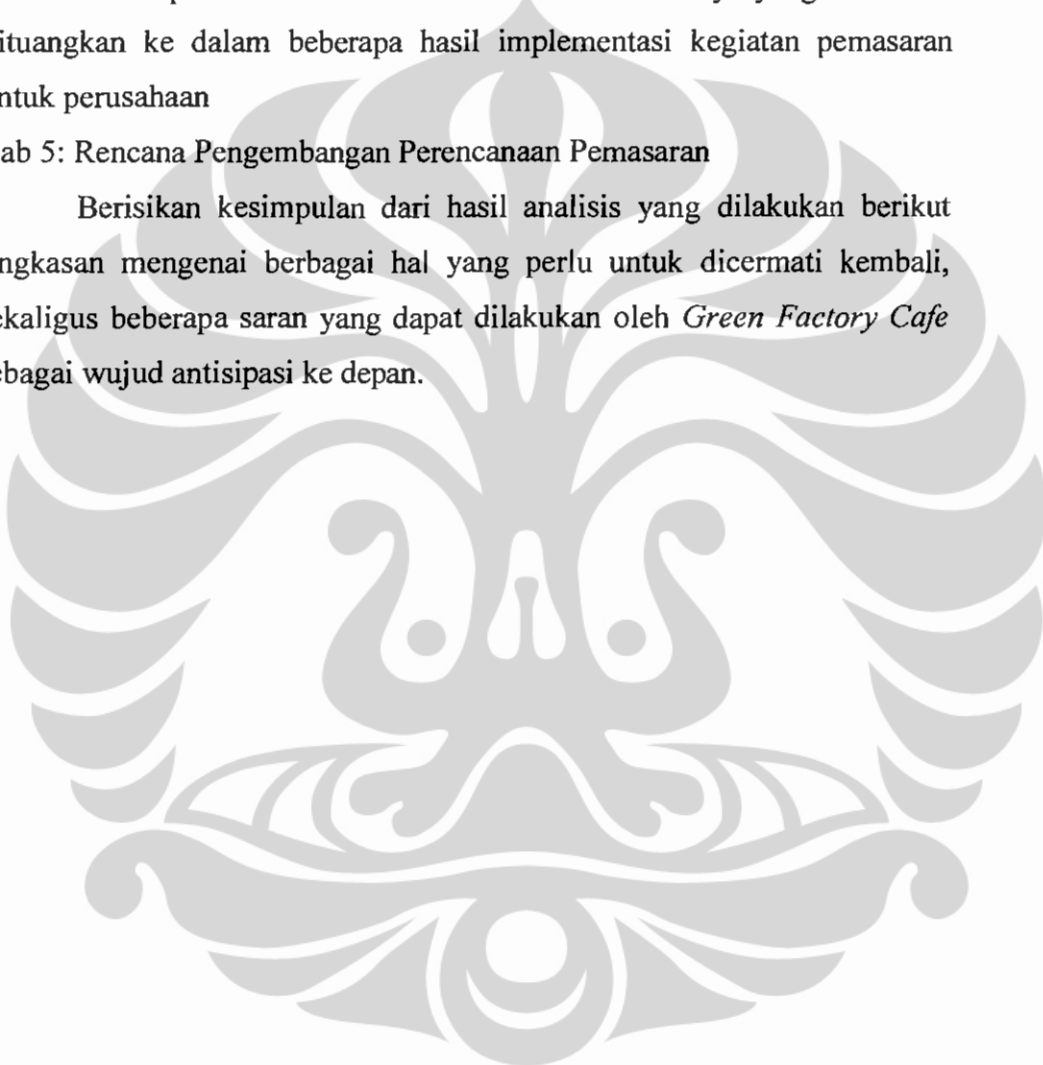 ituangkan ke dalam beberapa hasil implementasi kegiatan pemasaran
ntuk perusahaan
ab 5: Rencana Pengembangan Perencanaan Pemasaran
Berisikan kesimpulan dari hasil analisis yang dilakukan berikut
ngkasan mengenai berbagai hal yang perlu untuk dicermati kembali,
ekaligus beberapa saran yang dapat dilakukan oleh Green Factory Cafe
ebagai wujud antisipasi ke depan.